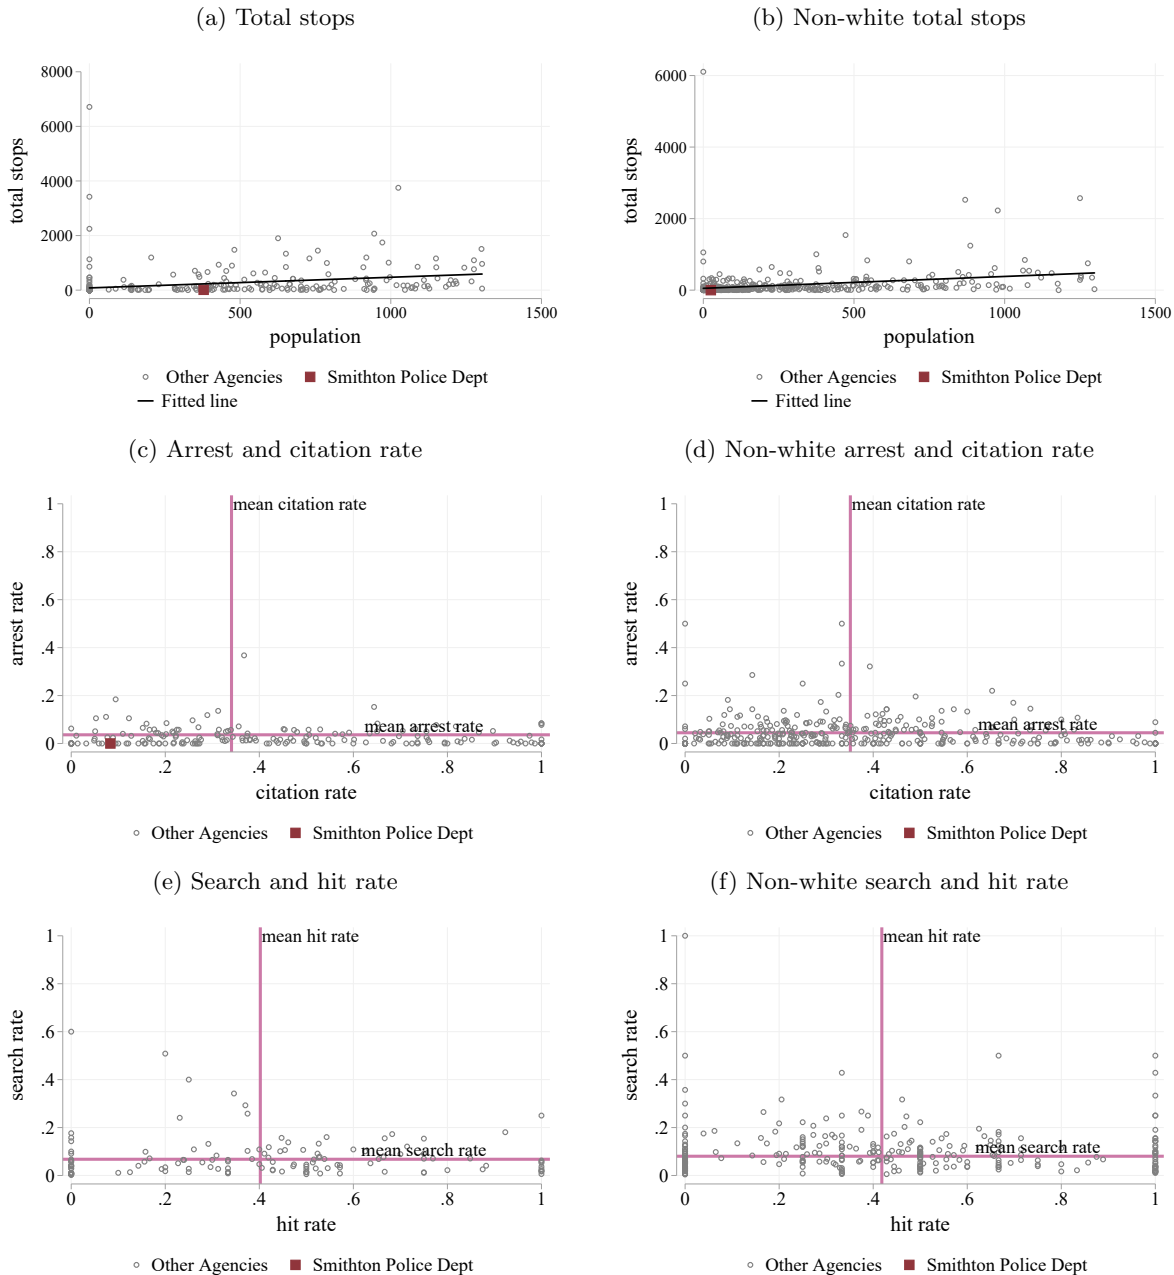 (a) Total stops
(b) Non-white total stops
8000
6000
4000
2000
0
total stops
0 500 1000 1500
population
Other Agencies Smithton Police Dept
Fitted line
6000
4000
2000
0
total stops
0 500 1000 1500
population
Other Agencies Smithton Police Dept
Fitted line
(c) Arrest and citation rate
(d) Non-white arrest and citation rate
1
.8
.6
.4
.2
0
arrest rate
mean citation rate
mean arrest rate
0 .2 .4 .6 .8 1
citation rate
Other Agencies Smithton Police Dept
1
.8
.6
.4
.2
0
arrest rate
mean citation rate
mean arrest rate
0 .2 .4 .6 .8 1
citation rate
Other Agencies Smithton Police Dept
(e) Search and hit rate
(f) Non-white search and hit rate
1
.8
.6
.4
.2
0
search rate
mean hit rate
mean search rate
0 .2 .4 .6 .8 1
hit rate
Other Agencies Smithton Police Dept
1
.8
.6
.4
.2
0
search rate
mean hit rate
mean search rate
0 .2 .4 .6 .8 1
hit rate
Other Agencies Smithton Police Dept